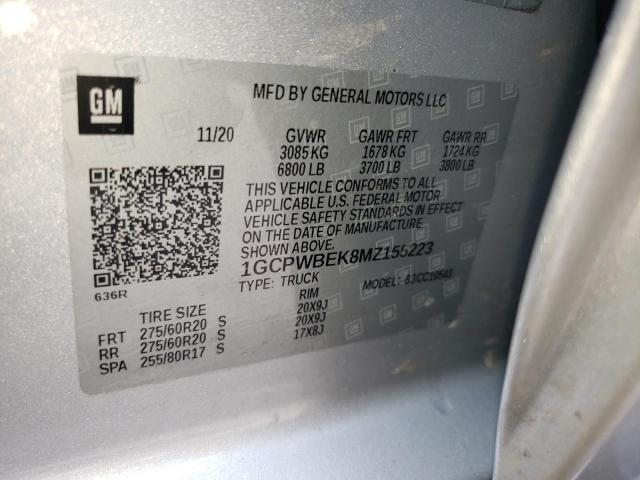 GM
MFD BY GENERAL MOTORS LLC
11/20 GVWR GAWR FRT GAWR RR
3085 KG 1678 KG 1724 KG
6800 LB 3700 LB 3800 LB
THIS VEHICLE CONFORMS TO ALL
APPLICABLE U.S. FEDERAL MOTOR
VEHICLE SAFETY STANDARDS IN EFFECT
ON THE DATE OF MANUFACTURE
SHOWN ABOVE.
1GCPWBEK8MZ155223
TYPE: TRUCK MODEL: 83CC10543
636R
TIRE SIZE RIM
FRT 275/60R20 S 20X9J
RR 275/60R20 S 20X9J
SPA 255/80R17 S 17X8J